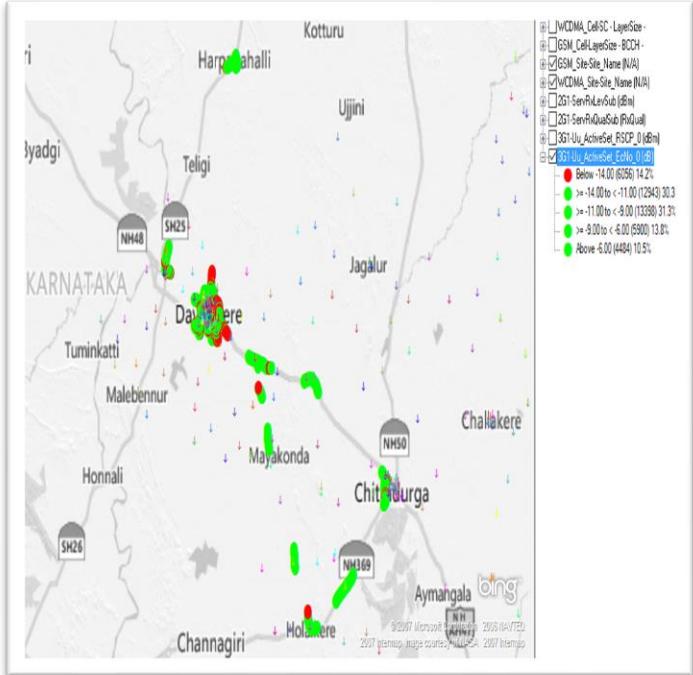 Kotturu
Harpanahalli
Ujjini
Byadgi
Teligi
NH48
SH25
Jagalur
KARNATAKA
Tuminkatti
Malebennur
Challakere
NH50
Mayakonda
Honnali
SH26
NH369
Aymangala
bing
Channagiri
WCDMA_Cell-SC - LayerSize -
GSM_Cell-LayerSize - BCCH -
GSM_Site-Site_Name (N/A)
WCDMA_Site-Site_Name (N/A)
2G1-ServRxLevSub (dBm)
2G1-ServRxQualSub (RxQual)
3G1-Uu_ActiveSet_RSCP_0 (dBm)
3G1-Uu_ActiveSet_EcNo_0 (dB)
Below -14.00 (6056) 14.2%
>= -14.00 to < -11.00 (12943) 30.3
>= -11.00 to < -9.00 (13398) 31.3%
>= -9.00 to < -6.00 (5900) 13.8%
Above -6.00 (4484) 10.5%